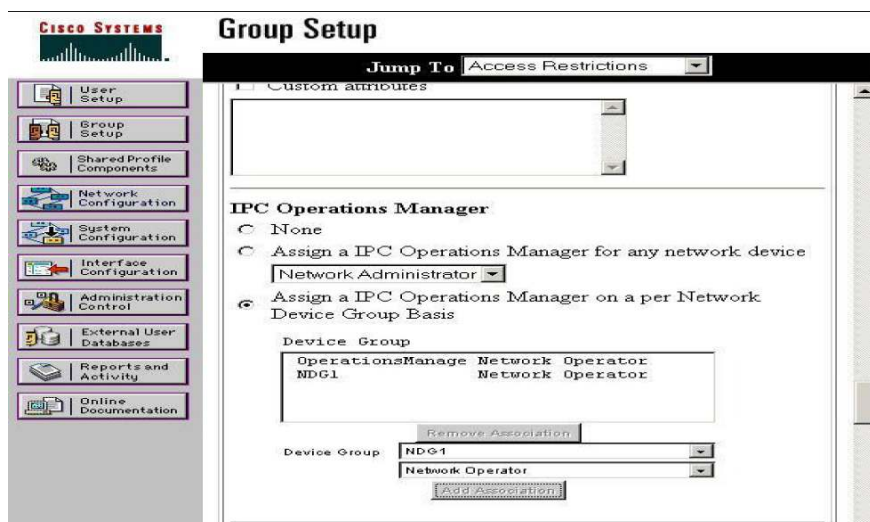 CISCO SYSTEMS
Group Setup
Jump To Access Restrictions
User
Setup
Group
Setup
Shared Profile
Components
Network
Configuration
System
Configuration
Interface
Configuration
Administration
Control
External User
Databases
Reports and
Activity
Online
Documentation
Custom attributes
IPC Operations Manager
None
Assign a IPC Operations Manager for any network device
Network Administrator
Assign a IPC Operations Manager on a per Network
Device Group Basis
Device Group
OperationsManage Network Operator
NDG1 Network Operator
Remove Association
Device Group NDG1
Network Operator
Add Association